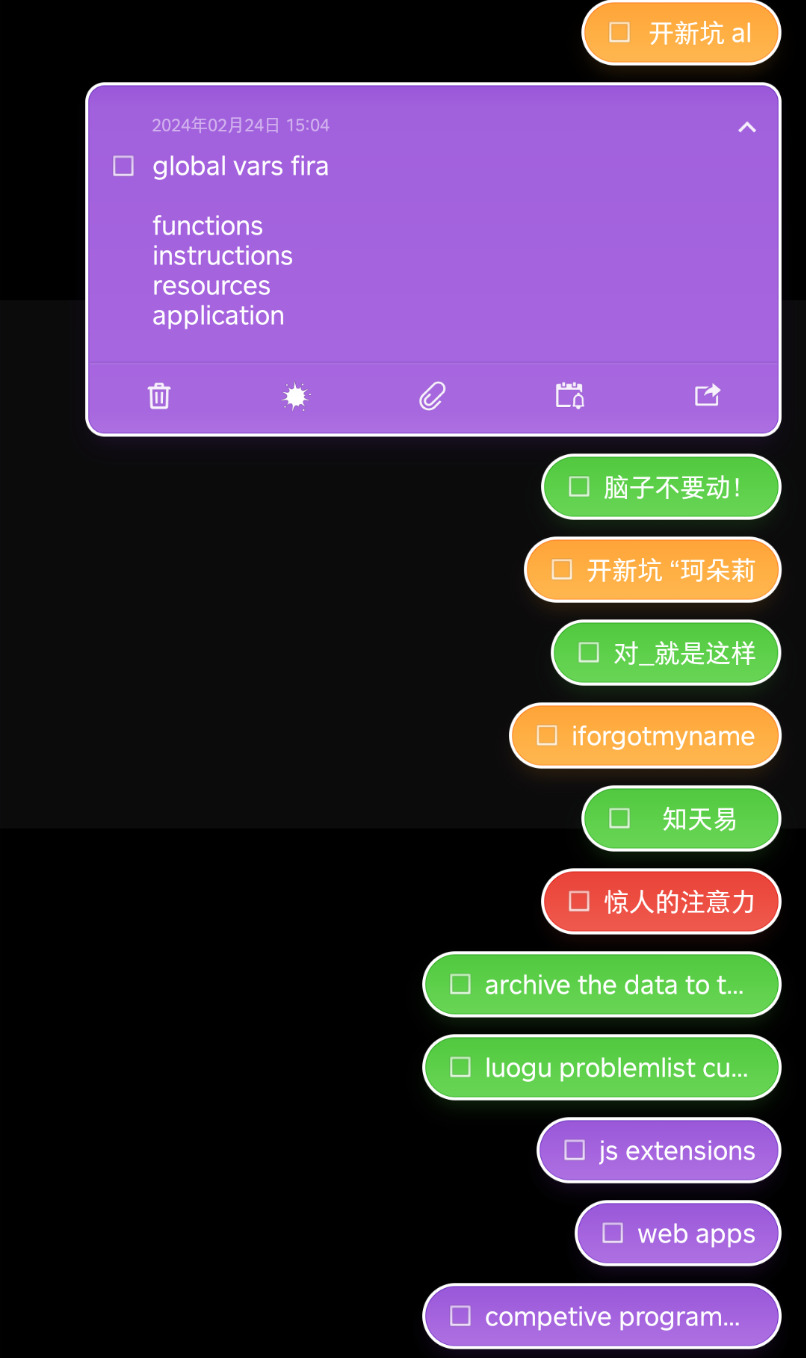 开新坑 al
2024年02月24日 15:04
global vars fira
functions
instructions
resources
application
脑子不要动！
开新坑 “珂朵莉
对_就是这样
iforgotmyname
知天易
惊人的注意力
archive the data to t...
luogu problemlist cu...
js extensions
web apps
competive program...